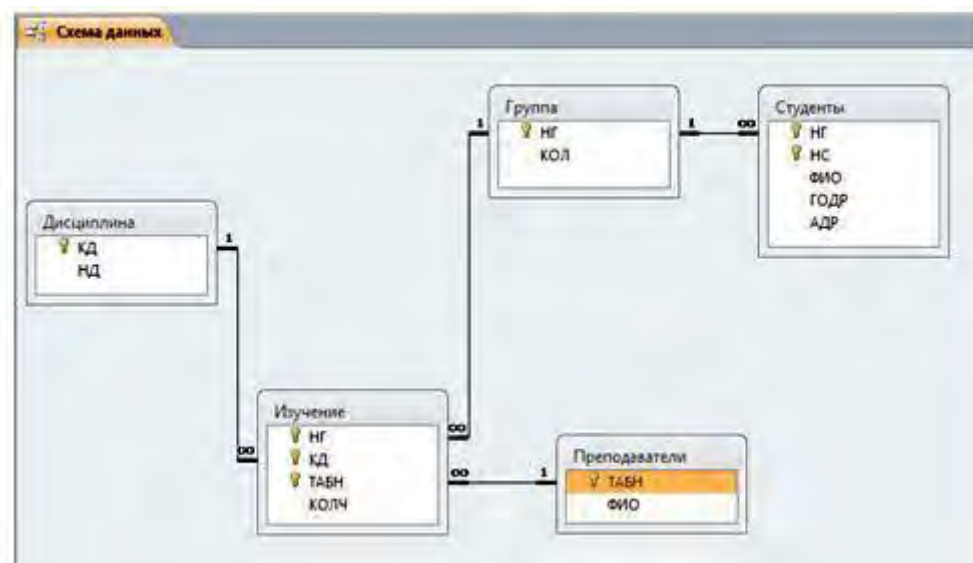 Схема данных
Группа
1
НГ
КОЛ
1
∞
Студенты
НГ
НС
ФИО
ГОДР
АДР
Дисциплина
1
КД
НД
Изучение
∞
НГ
∞
КД
∞
ТАБН
КОЛЧ
1
Преподаватели
ТАБН
ФИО